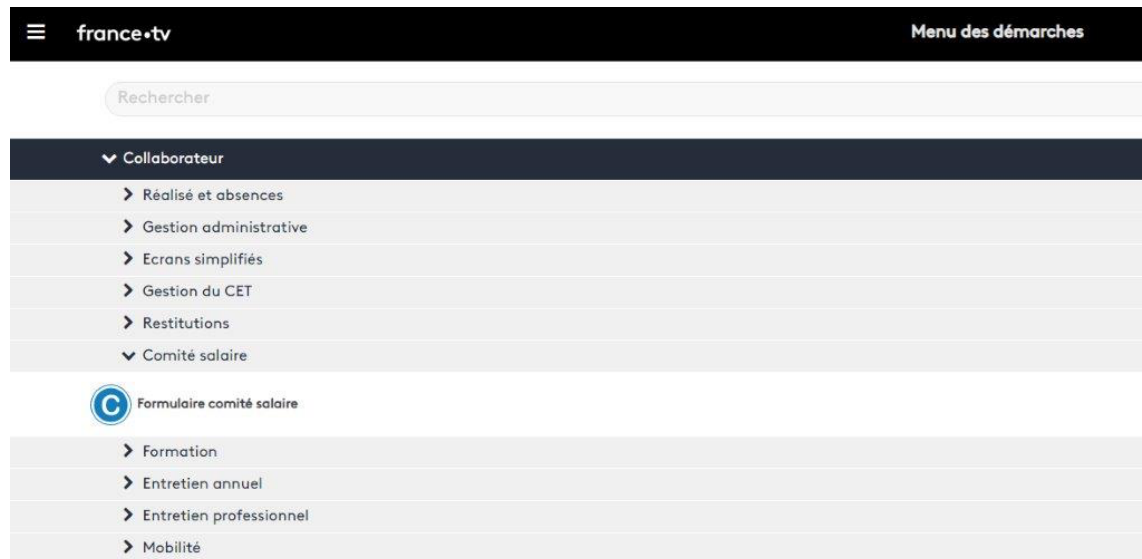 france•tv Menu des démarches
Rechercher
Collaborateur
Réalisé et absences
Gestion administrative
Ecrans simplifiés
Gestion du CET
Restitutions
Comité salaire
C Formulaire comité salaire
Formation
Entretien annuel
Entretien professionnel
Mobilité